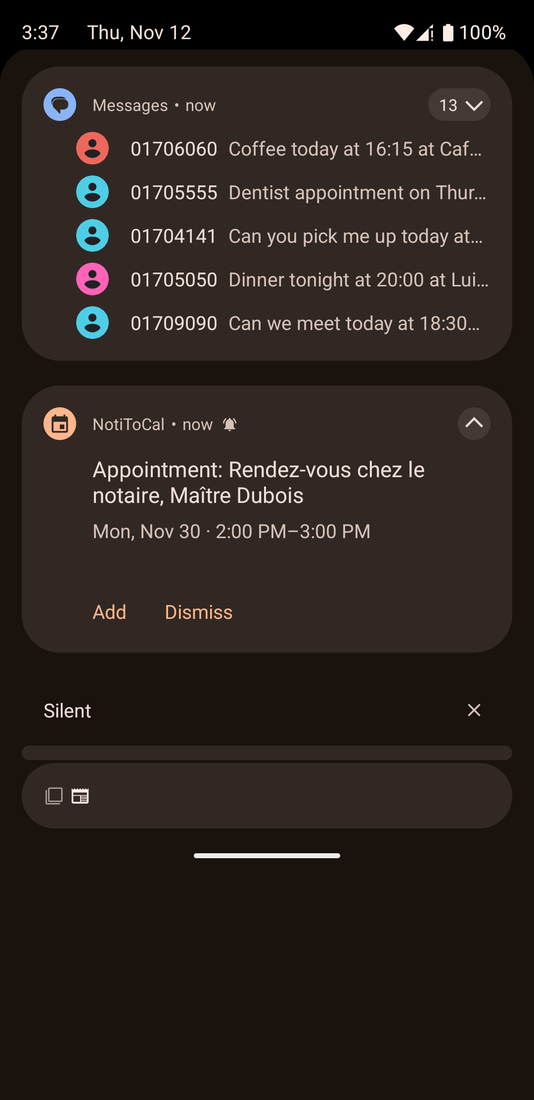 3:37 Thu, Nov 12 100%
Messages • now 13
01706060 Coffee today at 16:15 at Caf…
01705555 Dentist appointment on Thur…
01704141 Can you pick me up today at…
01705050 Dinner tonight at 20:00 at Lui…
01709090 Can we meet today at 18:30…
NotiToCal • now
Appointment: Rendez-vous chez le
notaire, Maître Dubois
Mon, Nov 30 · 2:00 PM–3:00 PM
Add Dismiss
Silent